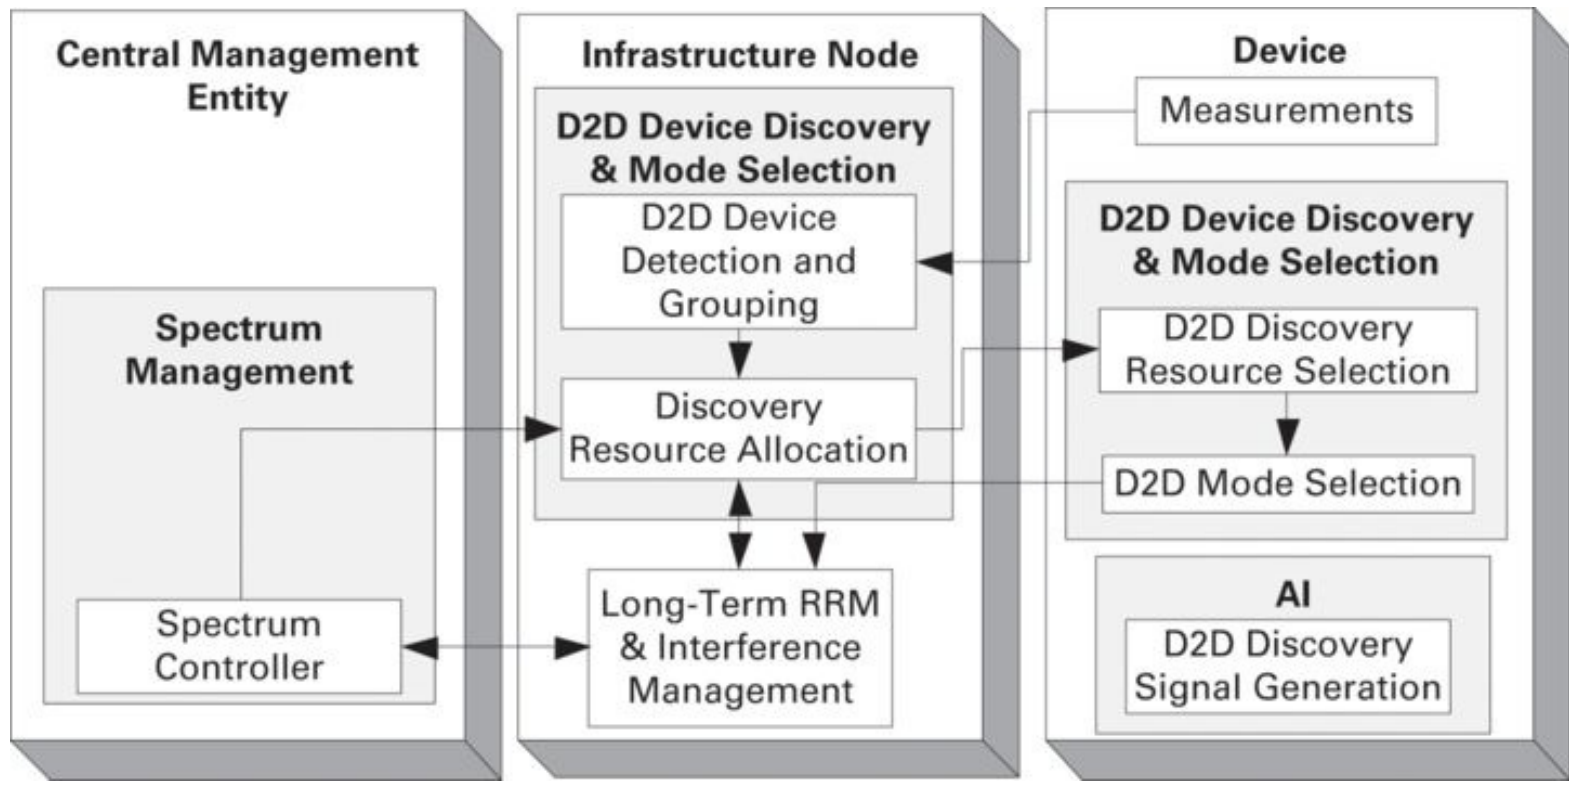 Central Management
Entity
Spectrum
Management
Spectrum
Controller
Infrastructure Node
D2D Device Discovery
& Mode Selection
D2D Device
Detection and
Grouping
Discovery
Resource Allocation
Long-Term RRM
& Interference
Management
Device
Measurements
D2D Device Discovery
& Mode Selection
D2D Discovery
Resource Selection
D2D Mode Selection
AI
D2D Discovery
Signal Generation